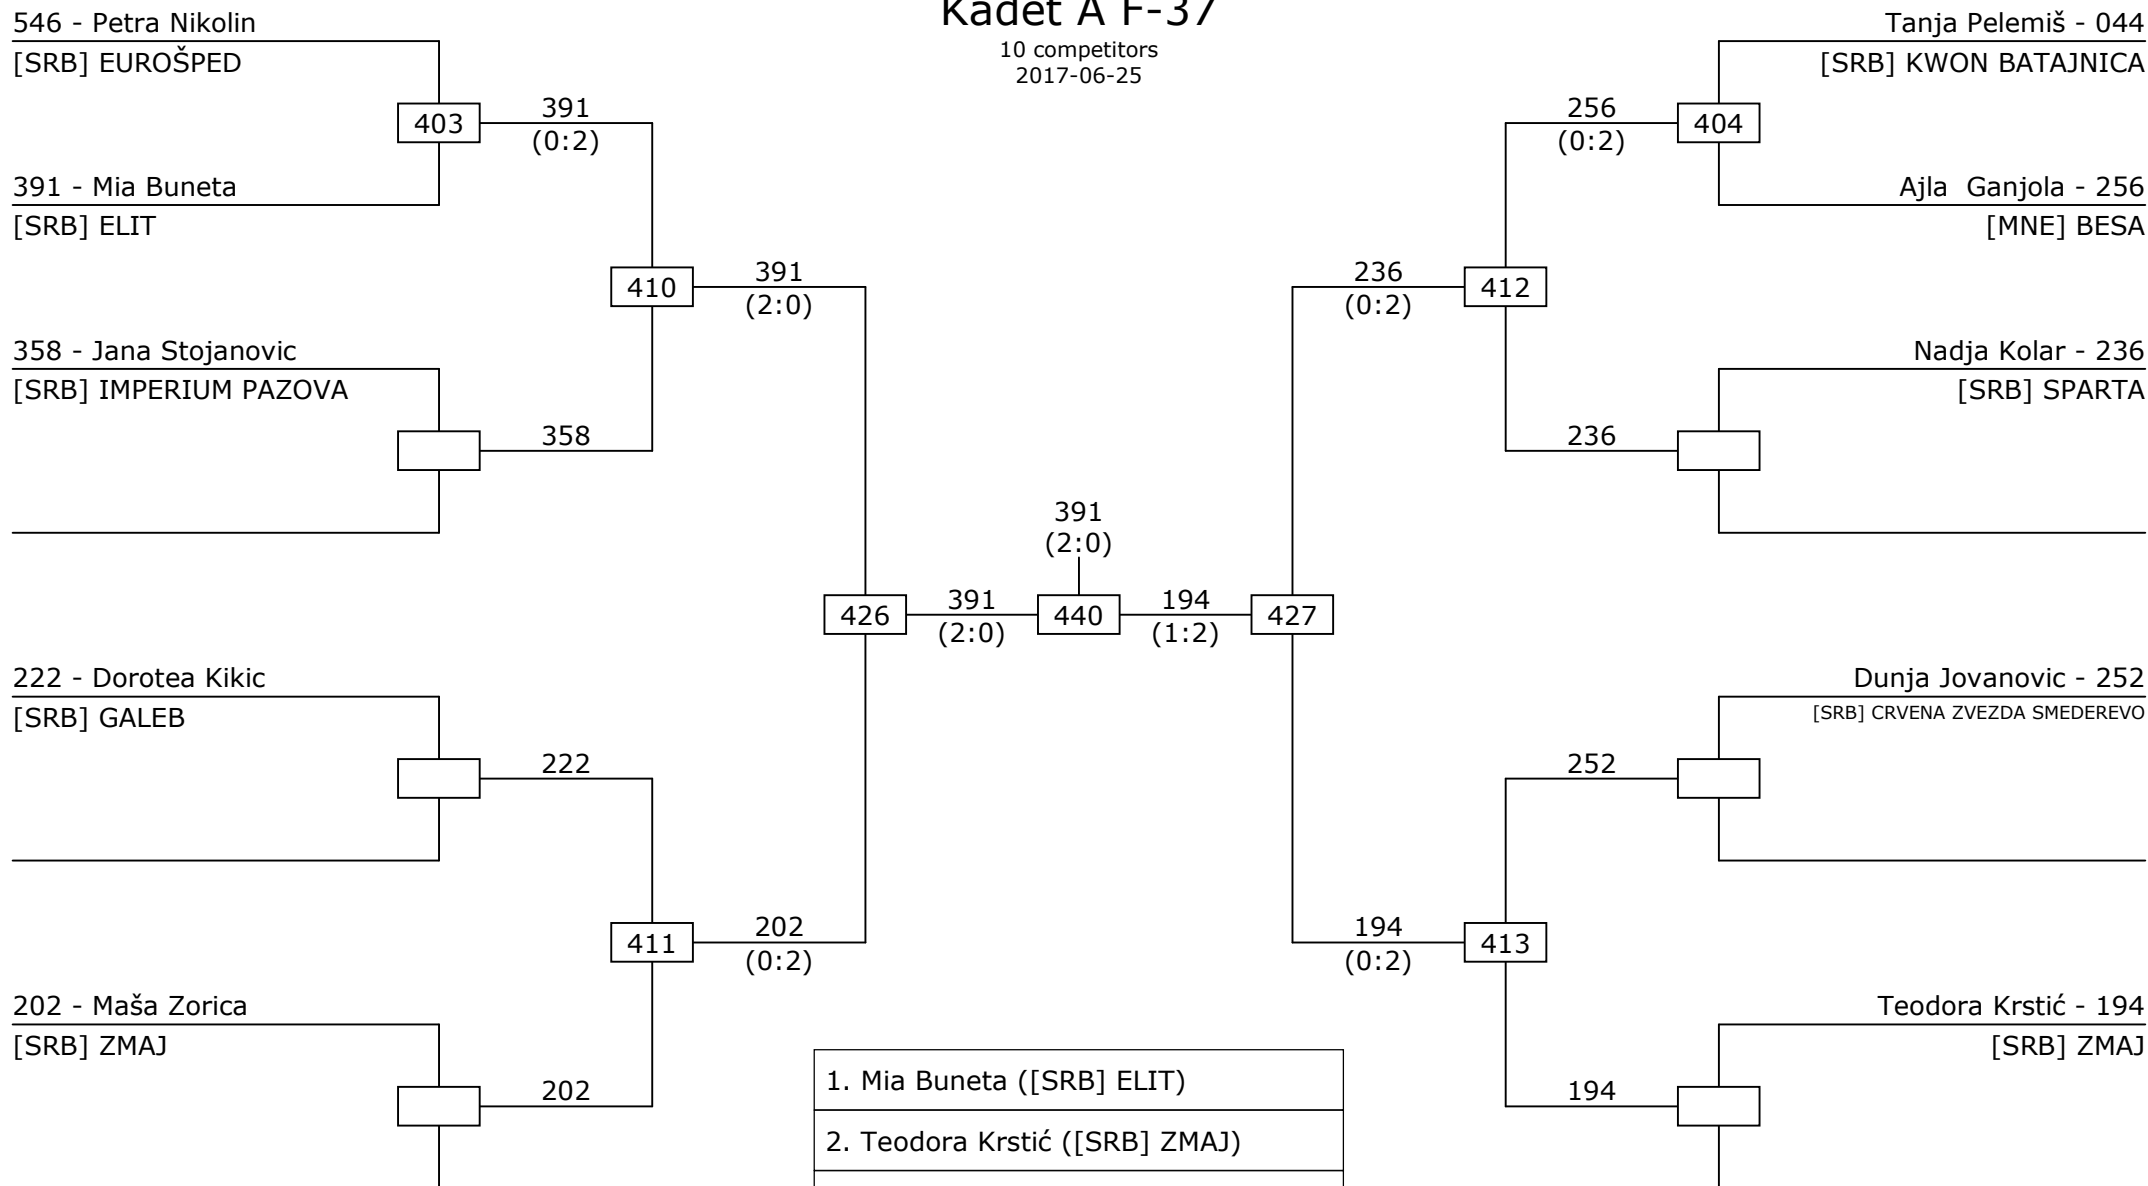 Kadet A F-37
10 competitors
2017-06-25
546 - Petra Nikolin
[SRB] EUROŠPED
403
391
(0:2)
391 - Mia Buneta
[SRB] ELIT
410
391
(2:0)
358 - Jana Stojanovic
[SRB] IMPERIUM PAZOVA
358
426
391
(2:0)
222 - Dorotea Kikic
[SRB] GALEB
222
411
202
(0:2)
202 - Maša Zorica
[SRB] ZMAJ
202
391
(2:0)
440
Tanja Pelemiš - 044
[SRB] KWON BATAJNICA
256
(0:2)
404
Ajla  Ganjola - 256
[MNE] BESA
236
(0:2)
412
Nadja Kolar - 236
[SRB] SPARTA
236
194
(1:2)
427
Dunja Jovanovic - 252
[SRB] CRVENA ZVEZDA SMEDEREVO
252
194
(0:2)
413
Teodora Krstić - 194
[SRB] ZMAJ
194
1. Mia Buneta ([SRB] ELIT)
2. Teodora Krstić ([SRB] ZMAJ)